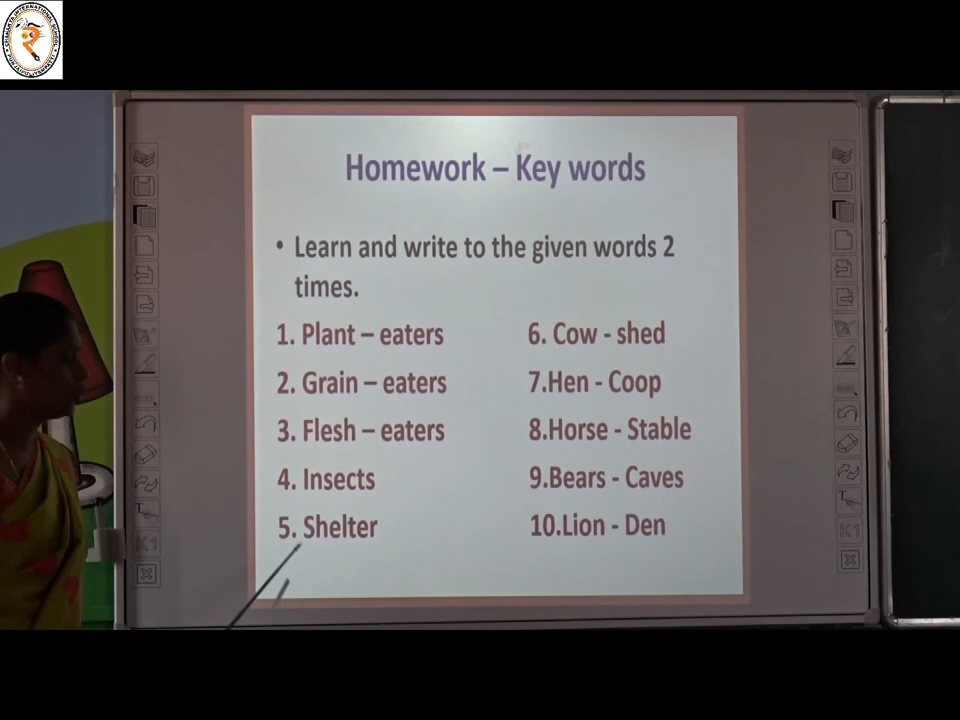 Homework – Key words
• Learn and write to the given words 2
times.
1. Plant – eaters
2. Grain – eaters
3. Flesh – eaters
4. Insects
5. Shelter
6. Cow - shed
7.Hen - Coop
8.Horse - Stable
9.Bears - Caves
10.Lion - Den
K1
K1